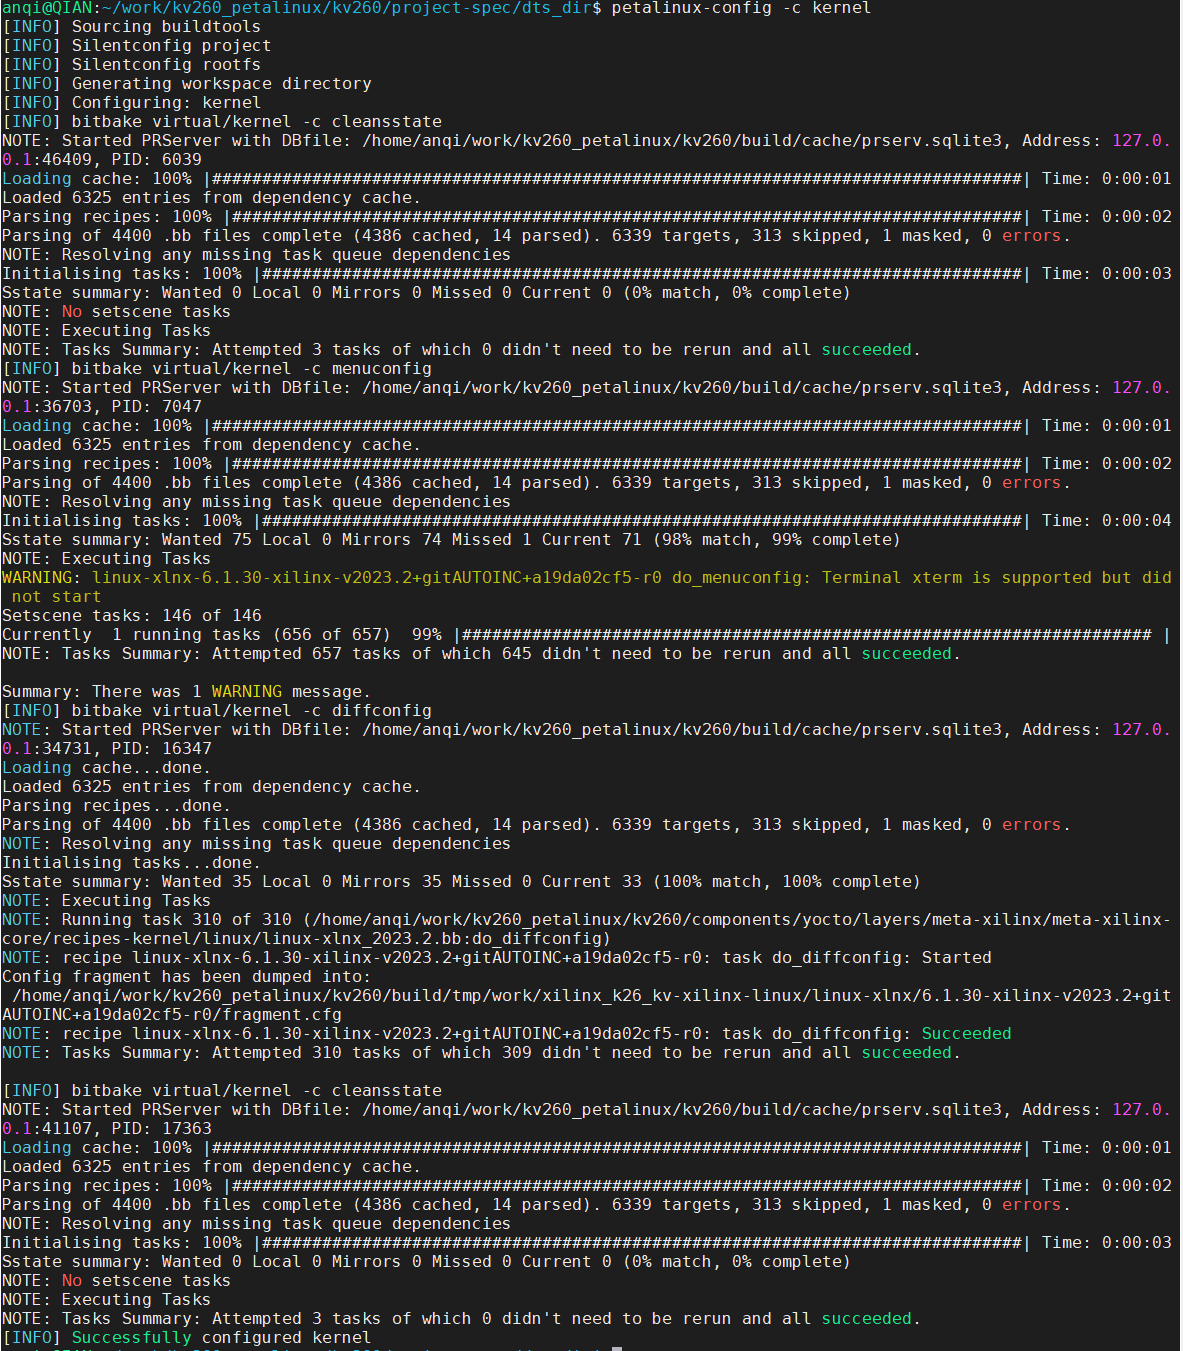 anqi@QIAN:~/work/kv260_petalinux/kv260/project-spec/dts_dir$ petalinux-config -c kernel
[INFO] Sourcing buildtools
[INFO] Silentconfig project
[INFO] Silentconfig rootfs
[INFO] Generating workspace directory
[INFO] Configuring: kernel
[INFO] bitbake virtual/kernel -c cleansstate
NOTE: Started PRServer with DBfile: /home/anqi/work/kv260_petalinux/kv260/build/cache/prserv.sqlite3, Address: 127.0.
0.1:46409, PID: 6039
Loading cache: 100% |#################################################################################| Time: 0:00:01
Loaded 6325 entries from dependency cache.
Parsing recipes: 100% |###############################################################################| Time: 0:00:02
Parsing of 4400 .bb files complete (4386 cached, 14 parsed). 6339 targets, 313 skipped, 1 masked, 0 errors.
NOTE: Resolving any missing task queue dependencies
Initialising tasks: 100% |############################################################################| Time: 0:00:03
Sstate summary: Wanted 0 Local 0 Mirrors 0 Missed 0 Current 0 (0% match, 0% complete)
NOTE: No setscene tasks
NOTE: Executing Tasks
NOTE: Tasks Summary: Attempted 3 tasks of which 0 didn't need to be rerun and all succeeded.
[INFO] bitbake virtual/kernel -c menuconfig
NOTE: Started PRServer with DBfile: /home/anqi/work/kv260_petalinux/kv260/build/cache/prserv.sqlite3, Address: 127.0.
0.1:36703, PID: 7047
Loading cache: 100% |#################################################################################| Time: 0:00:01
Loaded 6325 entries from dependency cache.
Parsing recipes: 100% |###############################################################################| Time: 0:00:02
Parsing of 4400 .bb files complete (4386 cached, 14 parsed). 6339 targets, 313 skipped, 1 masked, 0 errors.
NOTE: Resolving any missing task queue dependencies
Initialising tasks: 100% |############################################################################| Time: 0:00:04
Sstate summary: Wanted 75 Local 0 Mirrors 74 Missed 1 Current 71 (98% match, 99% complete)
NOTE: Executing Tasks
WARNING: linux-xlnx-6.1.30-xilinx-v2023.2+gitAUTOINC+a19da02cf5-r0 do_menuconfig: Terminal xterm is supported but did
 not start
Setscene tasks: 146 of 146
Currently  1 running tasks (656 of 657)  99% |##################################################################### |
NOTE: Tasks Summary: Attempted 657 tasks of which 645 didn't need to be rerun and all succeeded.

Summary: There was 1 WARNING message.
[INFO] bitbake virtual/kernel -c diffconfig
NOTE: Started PRServer with DBfile: /home/anqi/work/kv260_petalinux/kv260/build/cache/prserv.sqlite3, Address: 127.0.
0.1:34731, PID: 16347
Loading cache...done.
Loaded 6325 entries from dependency cache.
Parsing recipes...done.
Parsing of 4400 .bb files complete (4386 cached, 14 parsed). 6339 targets, 313 skipped, 1 masked, 0 errors.
NOTE: Resolving any missing task queue dependencies
Initialising tasks...done.
Sstate summary: Wanted 35 Local 0 Mirrors 35 Missed 0 Current 33 (100% match, 100% complete)
NOTE: Executing Tasks
NOTE: Running task 310 of 310 (/home/anqi/work/kv260_petalinux/kv260/components/yocto/layers/meta-xilinx/meta-xilinx-
core/recipes-kernel/linux/linux-xlnx_2023.2.bb:do_diffconfig)
NOTE: recipe linux-xlnx-6.1.30-xilinx-v2023.2+gitAUTOINC+a19da02cf5-r0: task do_diffconfig: Started
Config fragment has been dumped into:
 /home/anqi/work/kv260_petalinux/kv260/build/tmp/work/xilinx_k26_kv-xilinx-linux/linux-xlnx/6.1.30-xilinx-v2023.2+git
AUTOINC+a19da02cf5-r0/fragment.cfg
NOTE: recipe linux-xlnx-6.1.30-xilinx-v2023.2+gitAUTOINC+a19da02cf5-r0: task do_diffconfig: Succeeded
NOTE: Tasks Summary: Attempted 310 tasks of which 309 didn't need to be rerun and all succeeded.

[INFO] bitbake virtual/kernel -c cleansstate
NOTE: Started PRServer with DBfile: /home/anqi/work/kv260_petalinux/kv260/build/cache/prserv.sqlite3, Address: 127.0.
0.1:41107, PID: 17363
Loading cache: 100% |#################################################################################| Time: 0:00:01
Loaded 6325 entries from dependency cache.
Parsing recipes: 100% |###############################################################################| Time: 0:00:02
Parsing of 4400 .bb files complete (4386 cached, 14 parsed). 6339 targets, 313 skipped, 1 masked, 0 errors.
NOTE: Resolving any missing task queue dependencies
Initialising tasks: 100% |############################################################################| Time: 0:00:03
Sstate summary: Wanted 0 Local 0 Mirrors 0 Missed 0 Current 0 (0% match, 0% complete)
NOTE: No setscene tasks
NOTE: Executing Tasks
NOTE: Tasks Summary: Attempted 3 tasks of which 0 didn't need to be rerun and all succeeded.
[INFO] Successfully configured kernel